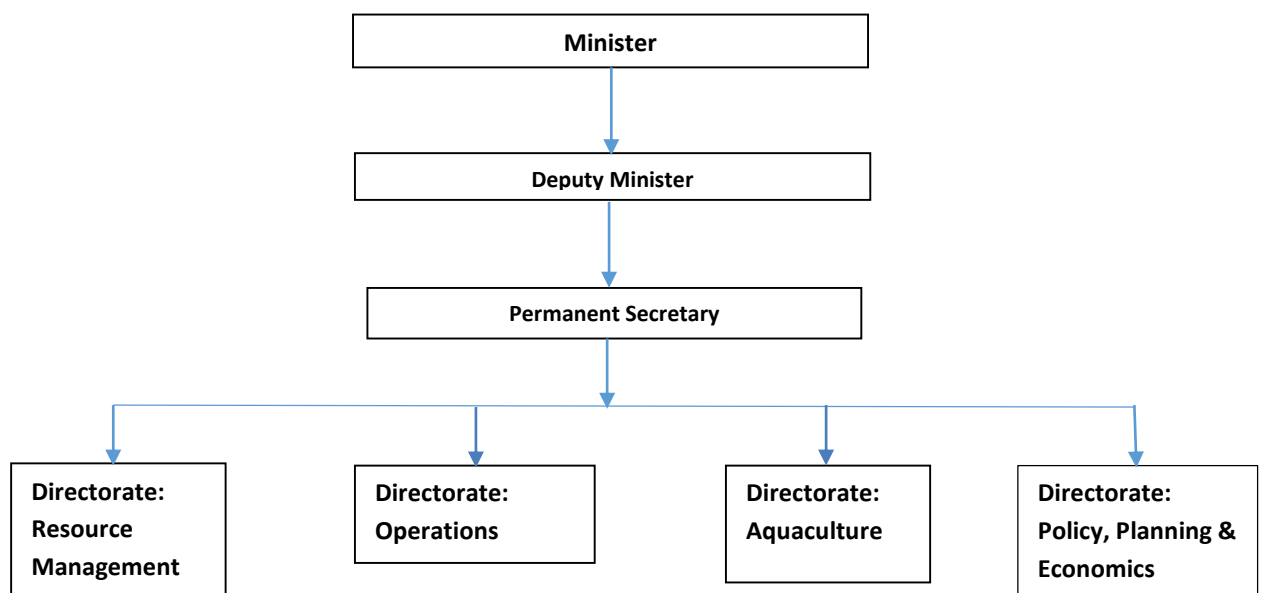 Minister
Deputy Minister
Permanent Secretary
Directorate:
Resource
Management
Directorate:
Operations
Directorate:
Aquaculture
Directorate:
Policy, Planning &
Economics